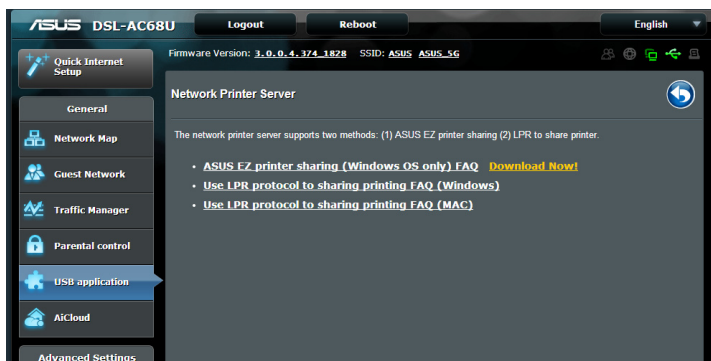 ASUS DSL-AC68U Logout Reboot English
Quick Internet Setup
Firmware Version: 3.0.0.4.374_1828 SSID: ASUS ASUS_5G
General
Network Map
Guest Network
Traffic Manager
Parental control
USB application
AiCloud
Advanced Settings
Network Printer Server
The network printer server supports two methods: (1) ASUS EZ printer sharing (2) LPR to share printer.
ASUS EZ printer sharing (Windows OS only) FAQ Download Now!
Use LPR protocol to sharing printing FAQ (Windows)
Use LPR protocol to sharing printing FAQ (MAC)